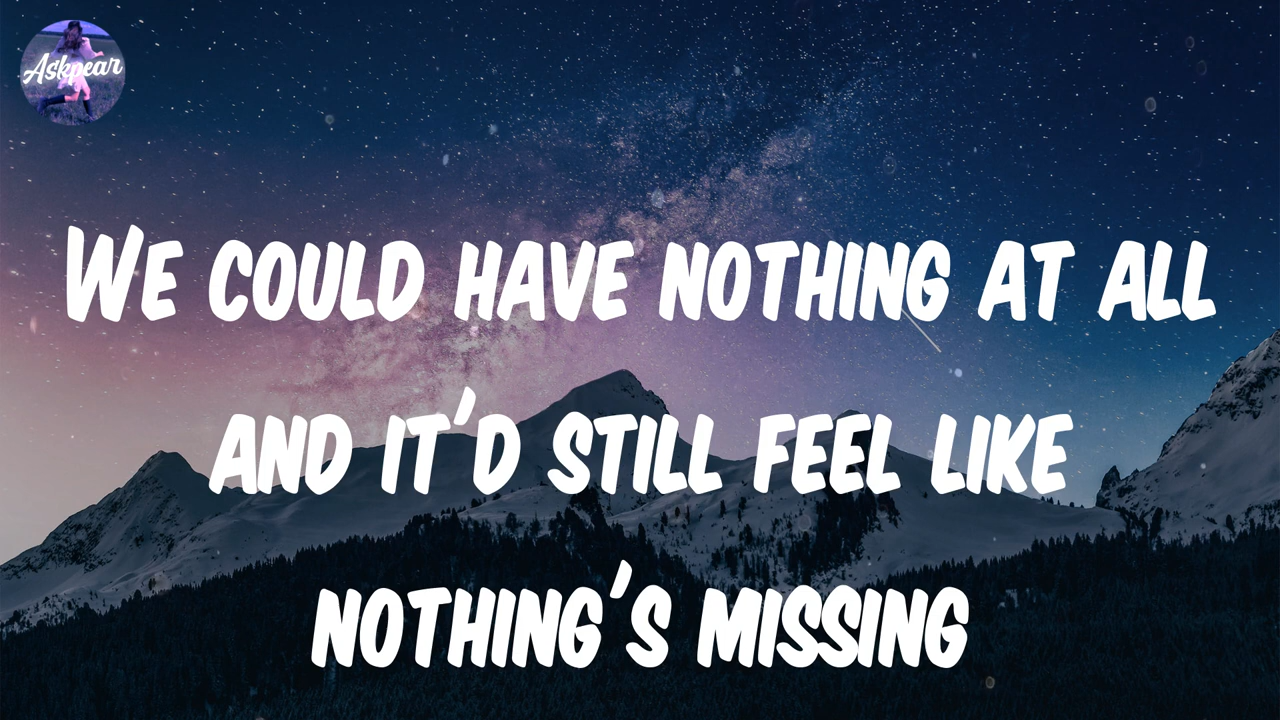 Askpear
We could have nothing at all
and it'd still feel like
nothing's missing